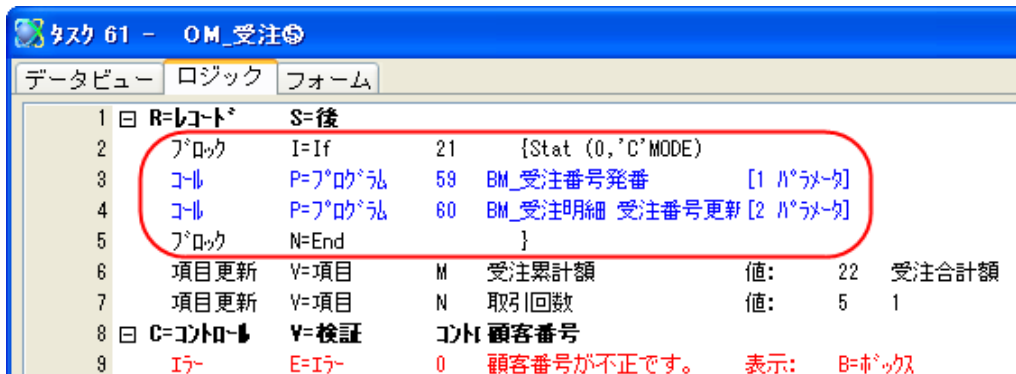 タスク 61 - OM_受注⑤
データビュー ロジック フォーム
1 R=レコード S=後
2 ブロック I=If 21 {Stat (0,'C'MODE)
3 コール P=プログラム 59 BM_受注番号発番 [1 パラメータ]
4 コール P=プログラム 60 BM_受注明細 受注番号更新 [2 パラメータ]
5 ブロック N=End }
6 項目更新 V=項目 M 受注累計額 値: 22 受注合計額
7 項目更新 V=項目 N 取引回数 値: 5 1
8 C=コントロール V=検証 コントロ 顧客番号
9 エラー E=エラー 0 顧客番号が不正です。 表示: B=ボックス